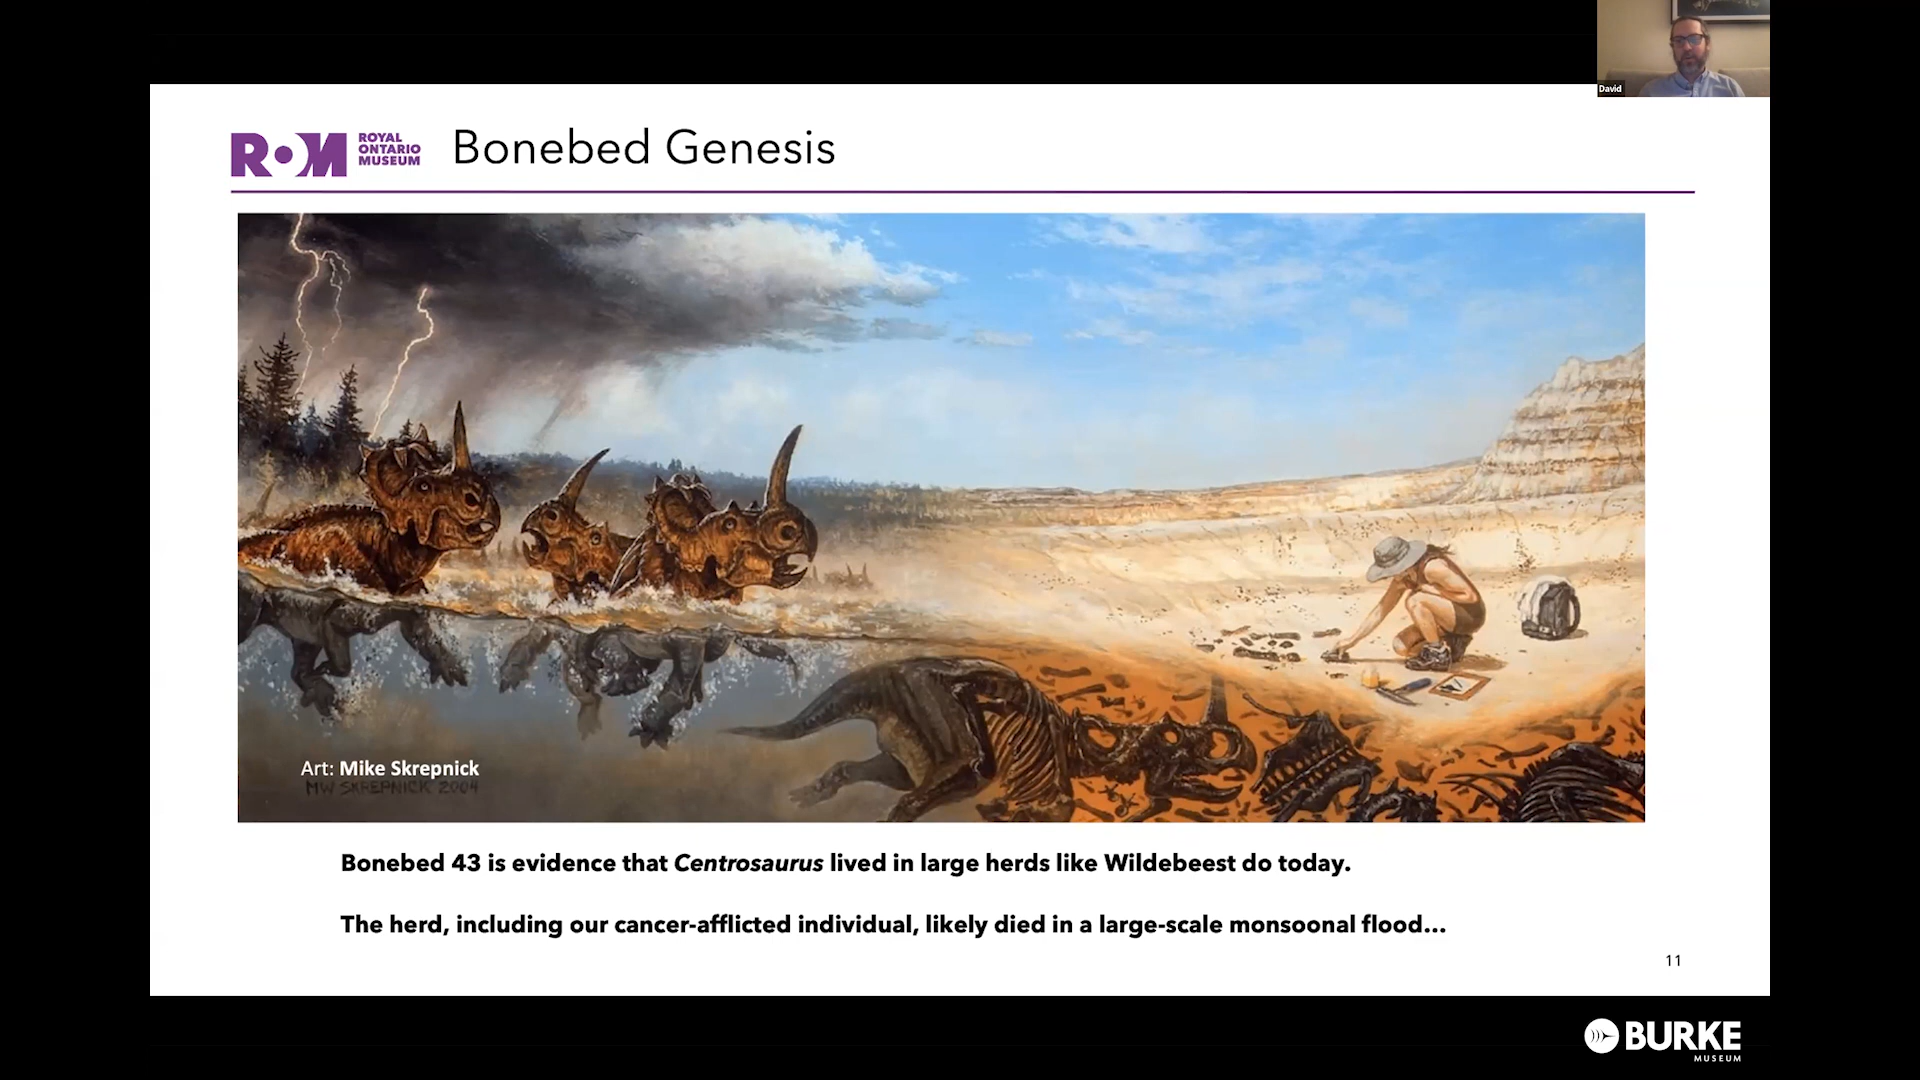 David
ROM
ROYAL
ONTARIO
MUSEUM
Bonebed Genesis
Art: Mike Skrepnick
MW SKREPNICK 2004
Bonebed 43 is evidence that Centrosaurus lived in large herds like Wildebeest do today.
The herd, including our cancer-afflicted individual, likely died in a large-scale monsoonal flood...
11
BURKE
MUSEUM